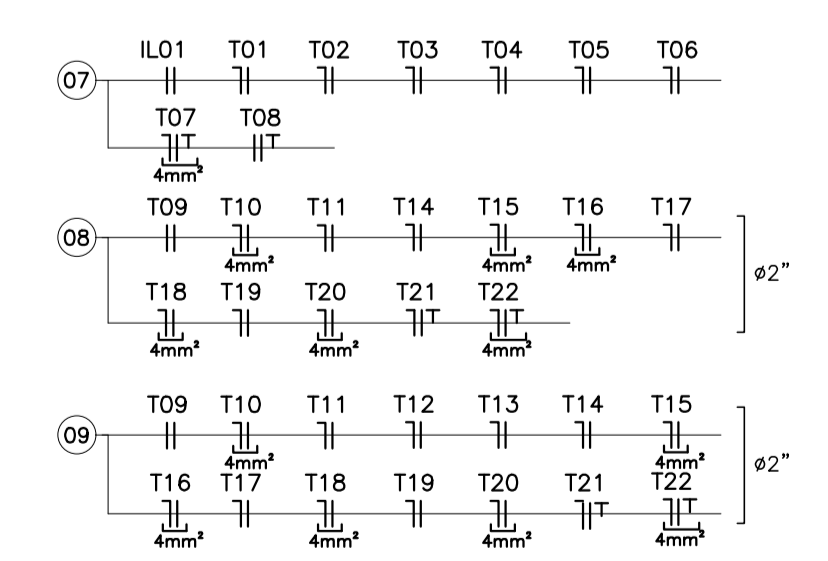 IL01 T01 T02 T03 T04 T05 T06
07
T07 T08
T T
4mm²
T09 T10 T11 T14 T15 T16 T17
08
4mm² 4mm² 4mm²
ø2"
T18 T19 T20 T21 T22
T T
4mm² 4mm² 4mm²
T09 T10 T11 T12 T13 T14 T15
09
4mm² 4mm²
ø2"
T16 T17 T18 T19 T20 T21 T22
T T
4mm² 4mm² 4mm² 4mm²